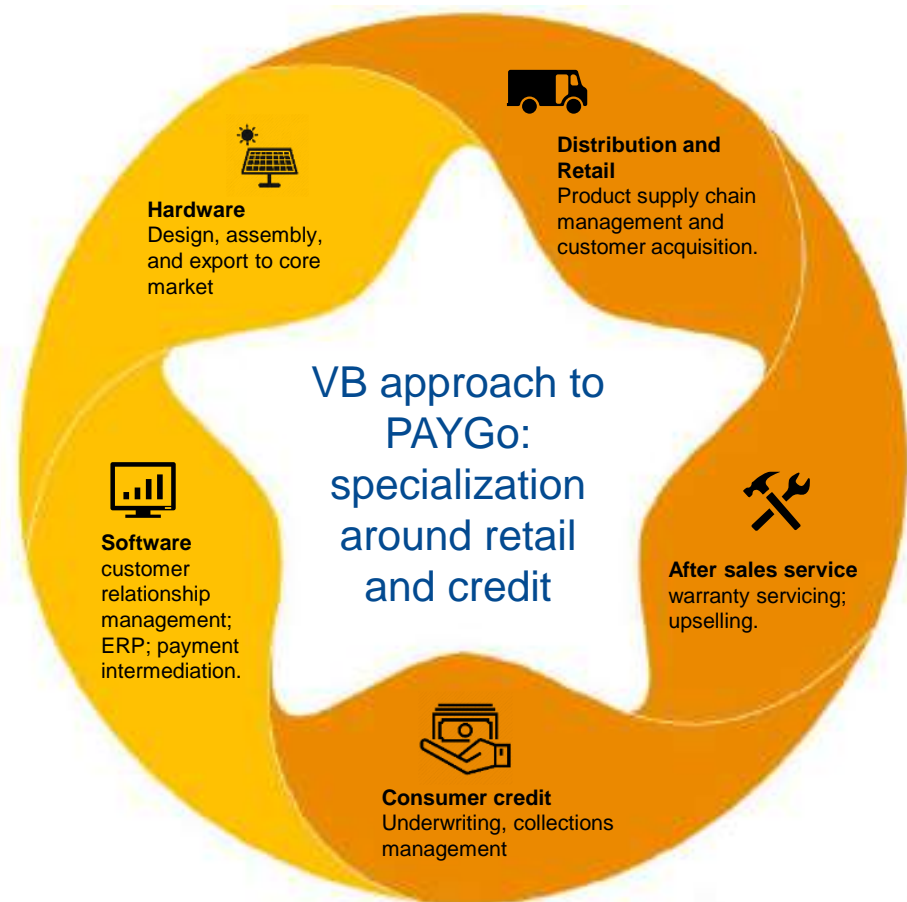 Distribution and
Retail
Product supply chain
management and
customer acquisition.
Hardware
Design, assembly,
and export to core
market
VB approach to
PAYGo:
specialization
around retail
and credit
Software
customer
relationship
management;
ERP; payment
intermediation.
After sales service
warranty servicing;
upselling.
Consumer credit
Underwriting, collections
management